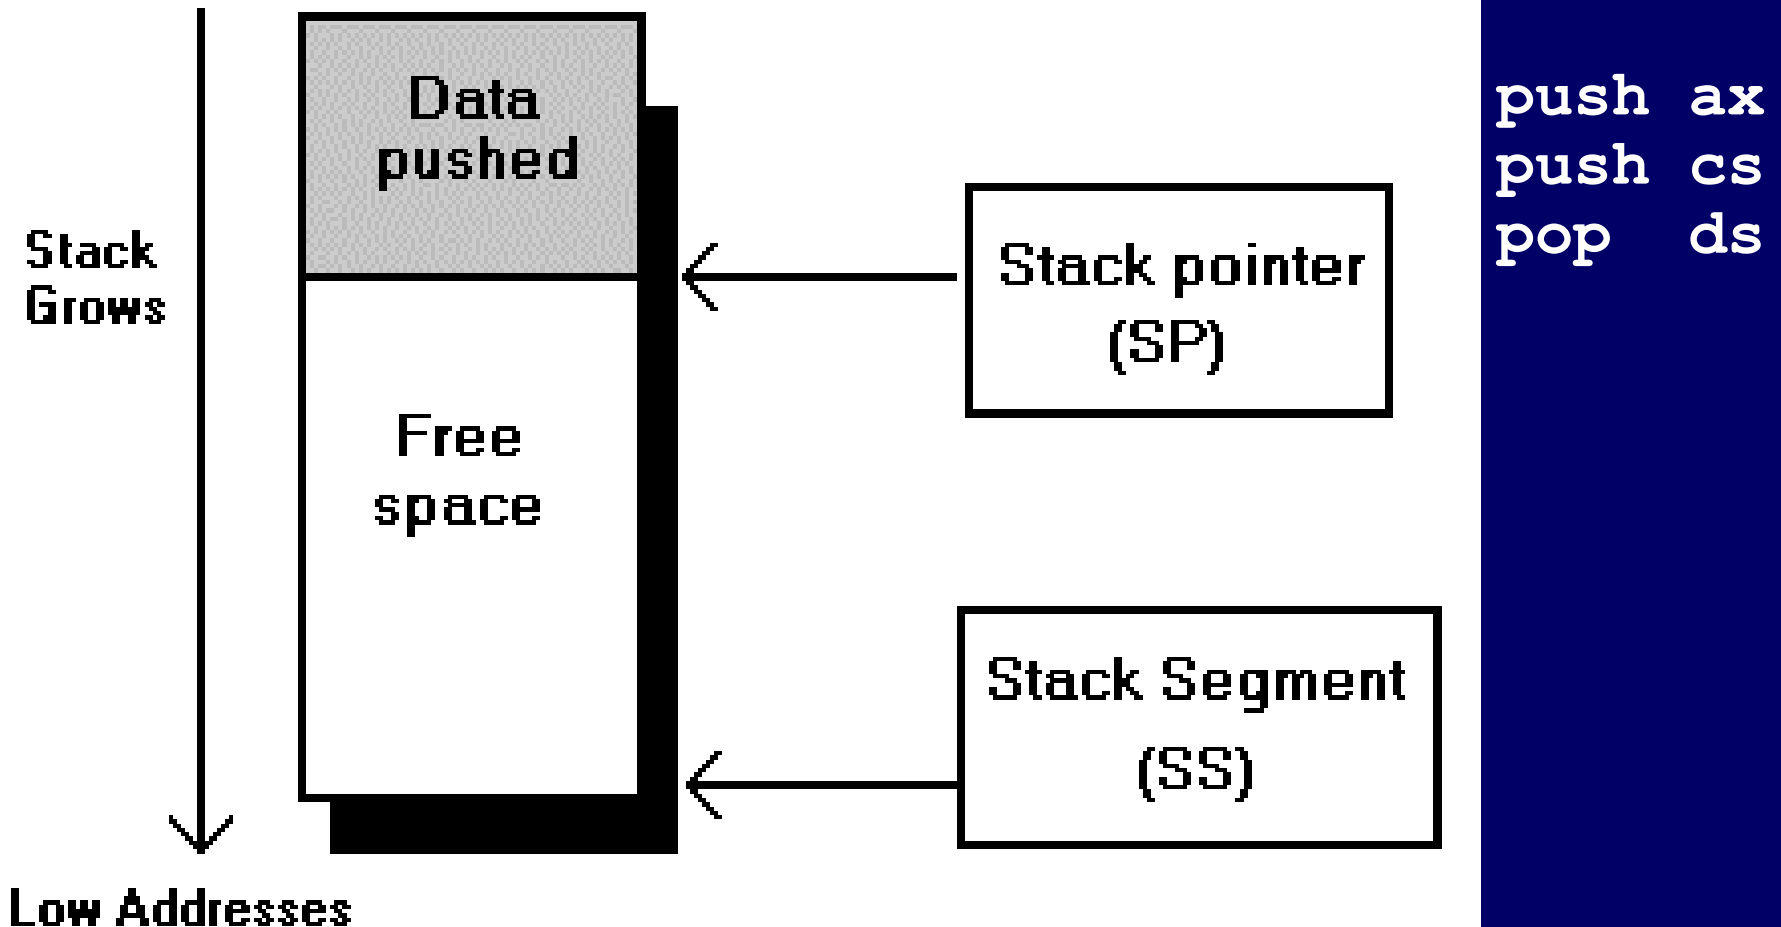 Data
pushed
Stack
Grows
Free
space
Low Addresses
Stack pointer
(SP)
Stack Segment
(SS)
push ax
push cs
pop  ds